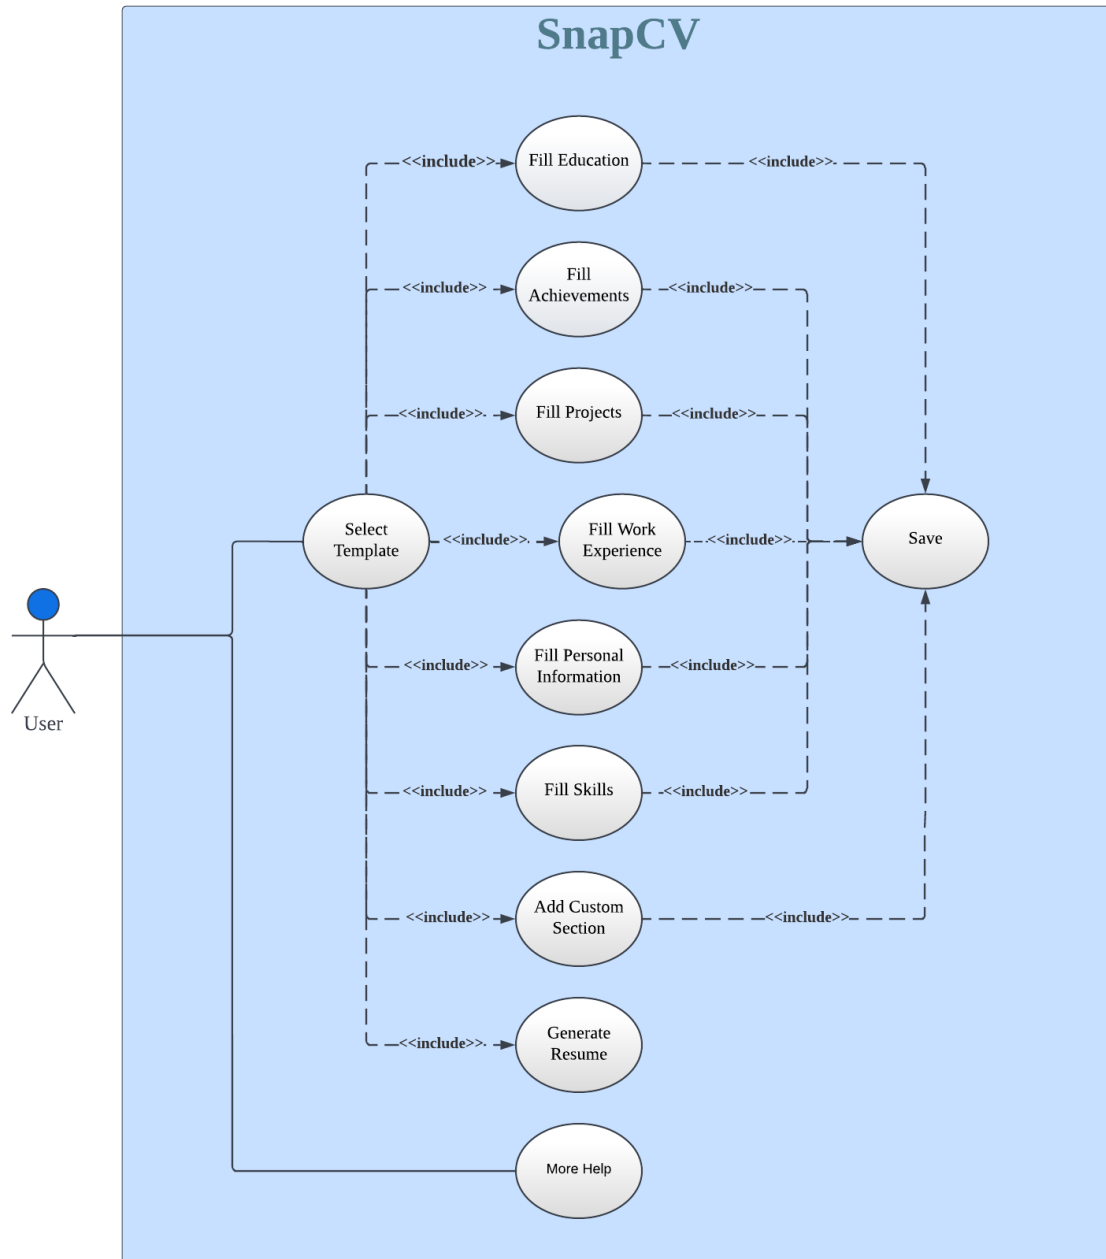 SnapCV
<<include>>
Fill Education
<<include>>
<<include>>
Fill
Achievements
<<include>>
<<include>>
Fill Projects
<<include>>
Select
Template
<<include>>
Fill Work
Experience
<<include>>
Save
<<include>>
Fill Personal
Information
<<include>>
User
<<include>>
Fill Skills
<<include>>
<<include>>
Add Custom
Section
<<include>>
<<include>>
Generate
Resume
More Help